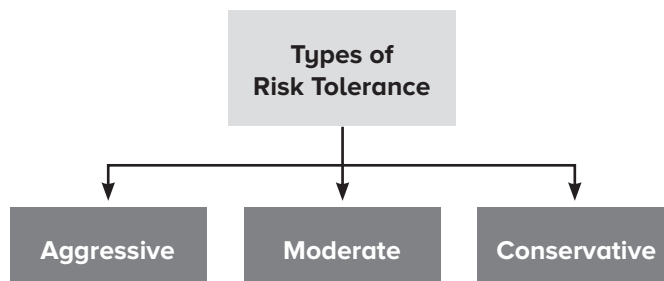 Types of
Risk Tolerance
Aggressive
Moderate
Conservative